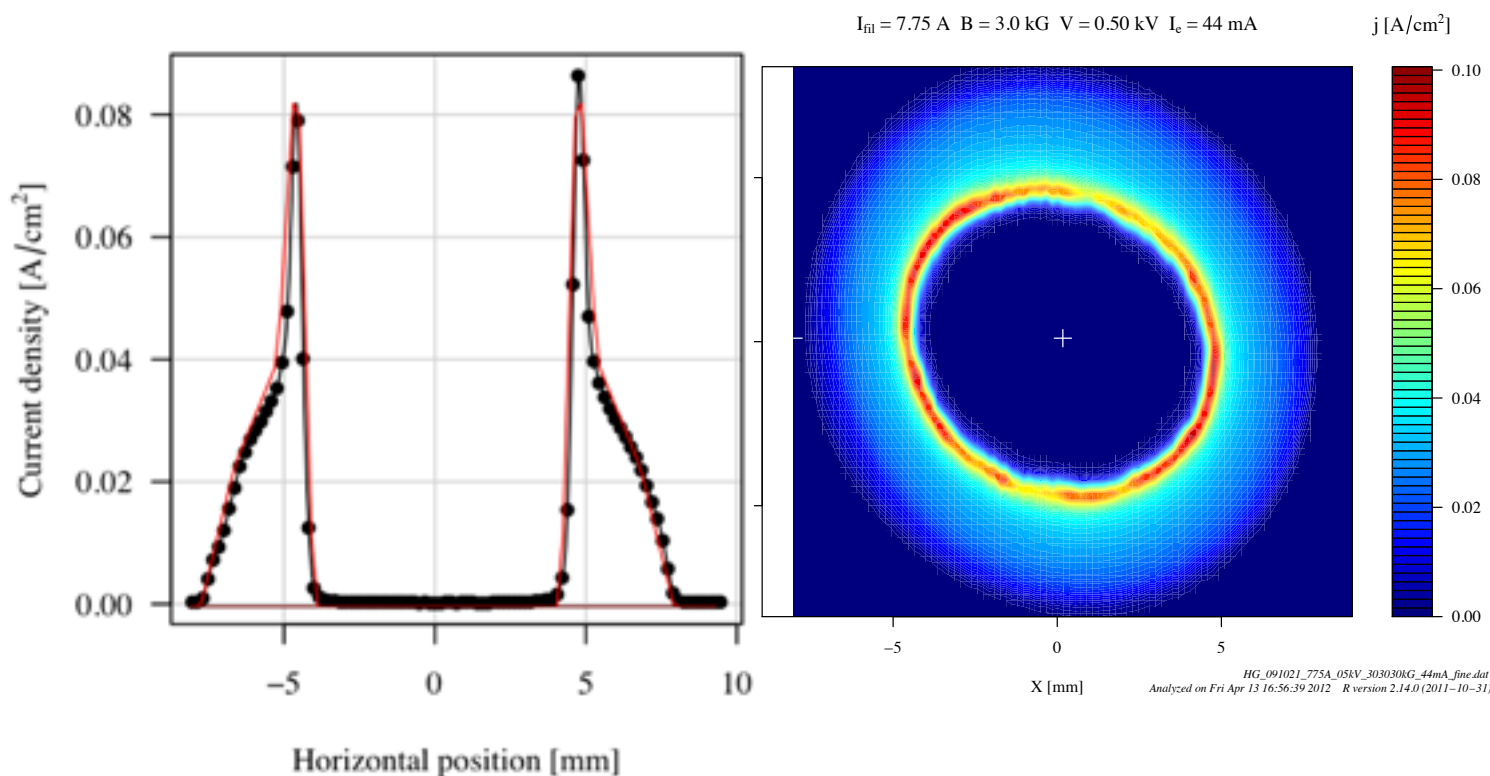 I_fil = 7.75 A B = 3.0 kG V = 0.50 kV I_e = 44 mA
j [A/cm²]
Current density [A/cm²]
0.08
0.06
0.04
0.02
0.00
−5
0
5
10
Horizontal position [mm]
−5
0
5
X [mm]
0.10
0.08
0.06
0.04
0.02
0.00
HG_091021_775A_05kV_303030kG_44mA_fine.dat
Analyzed on Fri Apr 13 16:56:39 2012 R version 2.14.0 (2011−10−31)